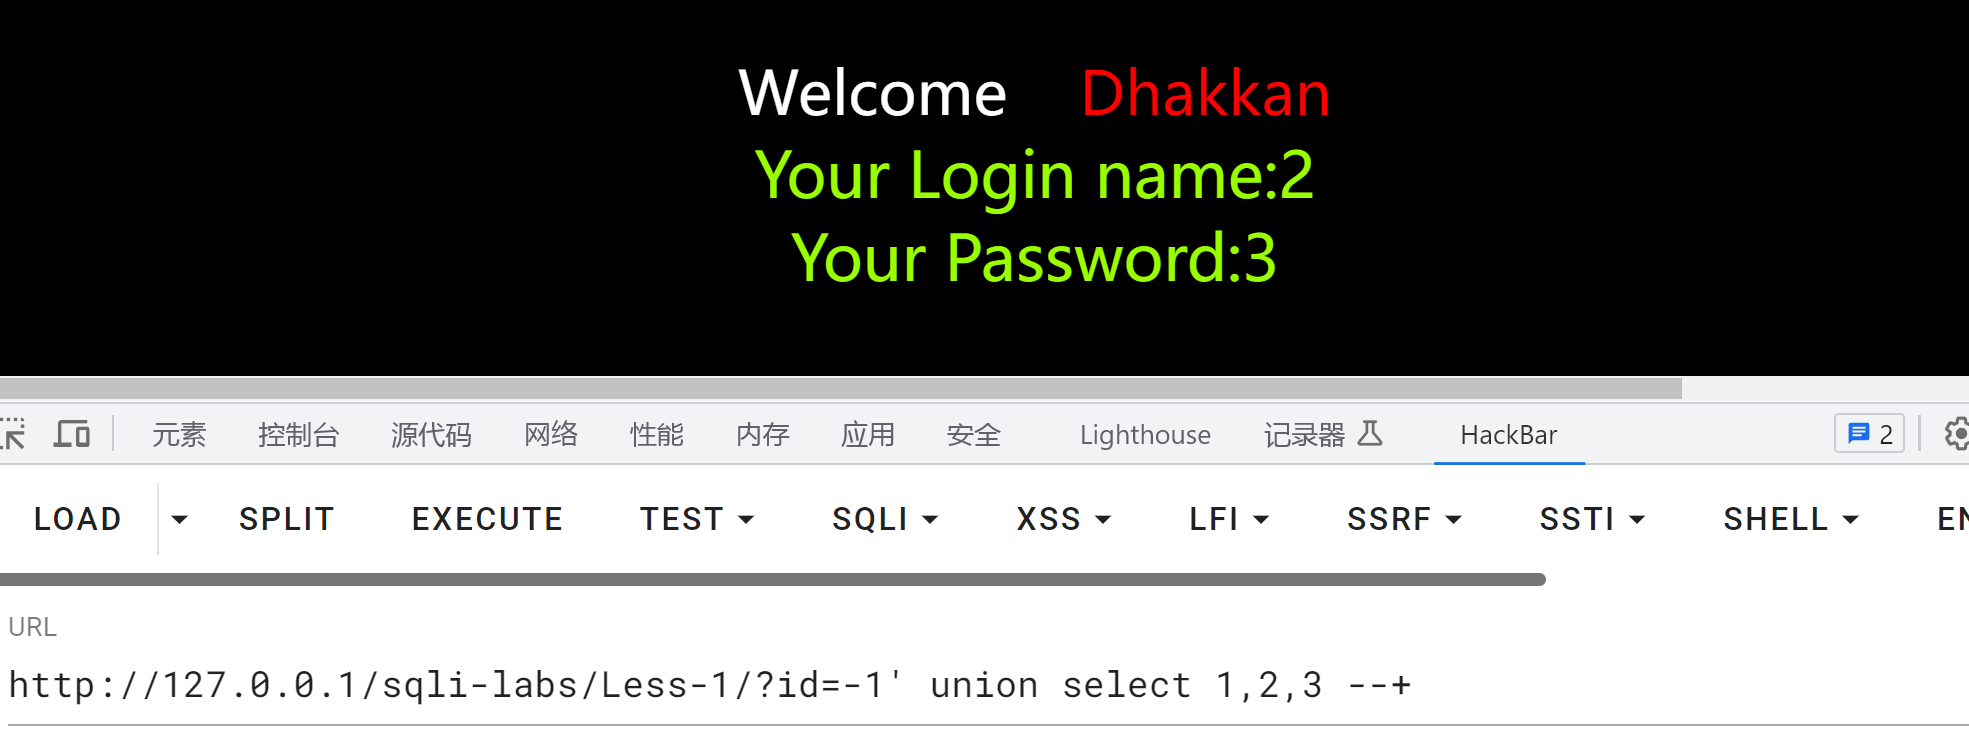 Welcome Dhakkan
Your Login name:2
Your Password:3
元素 控制台 源代码 网络 性能 内存 应用 安全 Lighthouse 记录器 HackBar 2
LOAD SPLIT EXECUTE TEST SQLI XSS LFI SSRF SSTI SHELL
URL
http://127.0.0.1/sqli-labs/Less-1/?id=-1' union select 1,2,3 --+